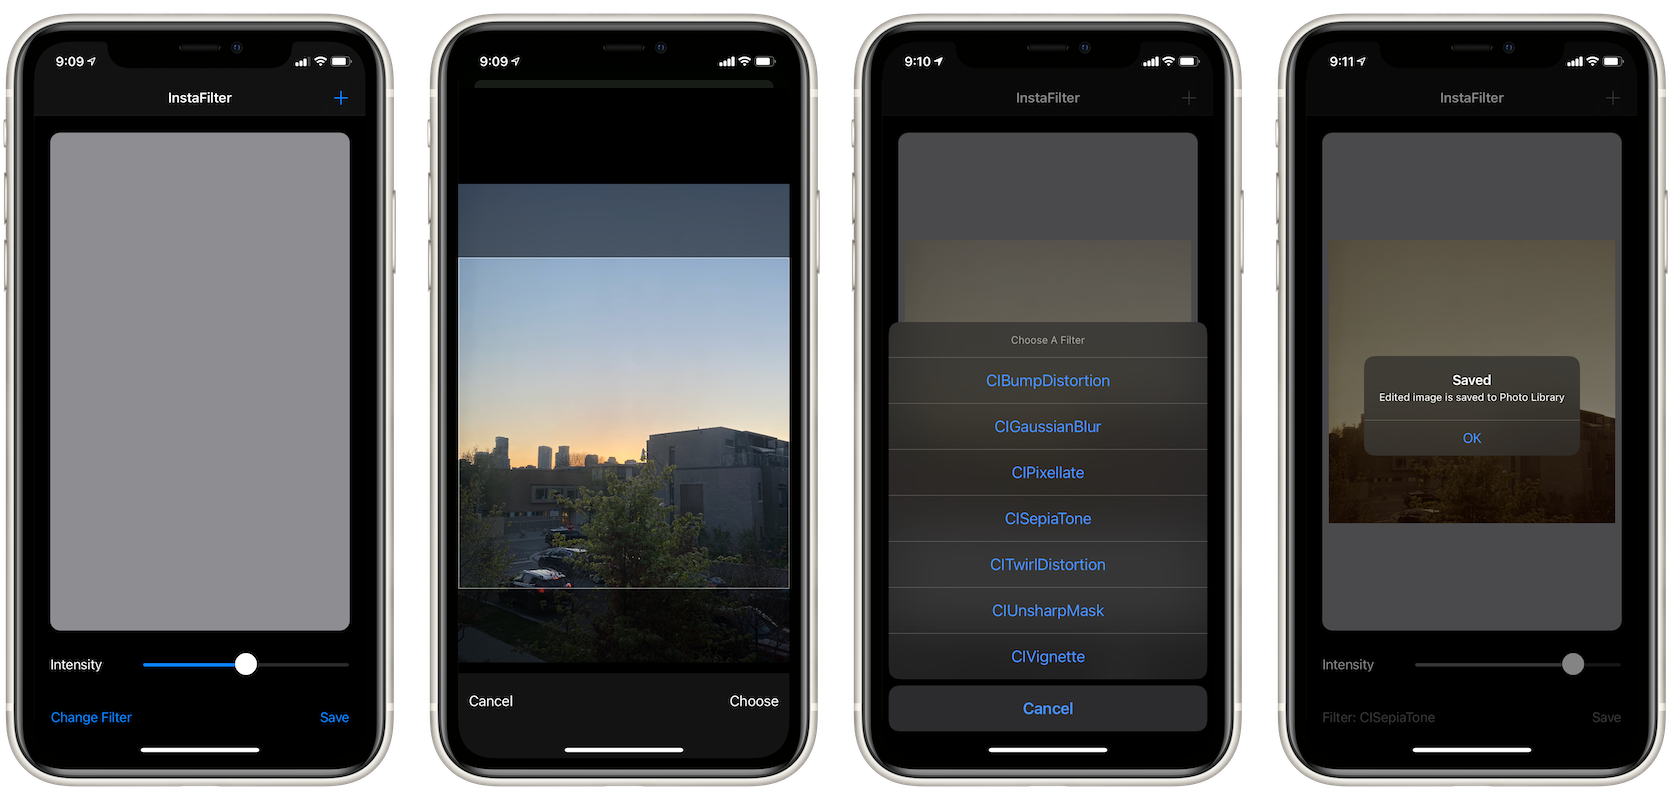 9:09
InstaFilter
+
Intensity
Change Filter
Save
9:09
Cancel
Choose
9:10
InstaFilter
+
Choose A Filter
CIBumpDistortion
CIGaussianBlur
CIPixellate
CISepiaTone
CITwirlDistortion
CIUnsharpMask
CIVignette
Cancel
9:11
InstaFilter
+
Saved
Edited image is saved to Photo Library
OK
Intensity
Filter: CISepiaTone
Save